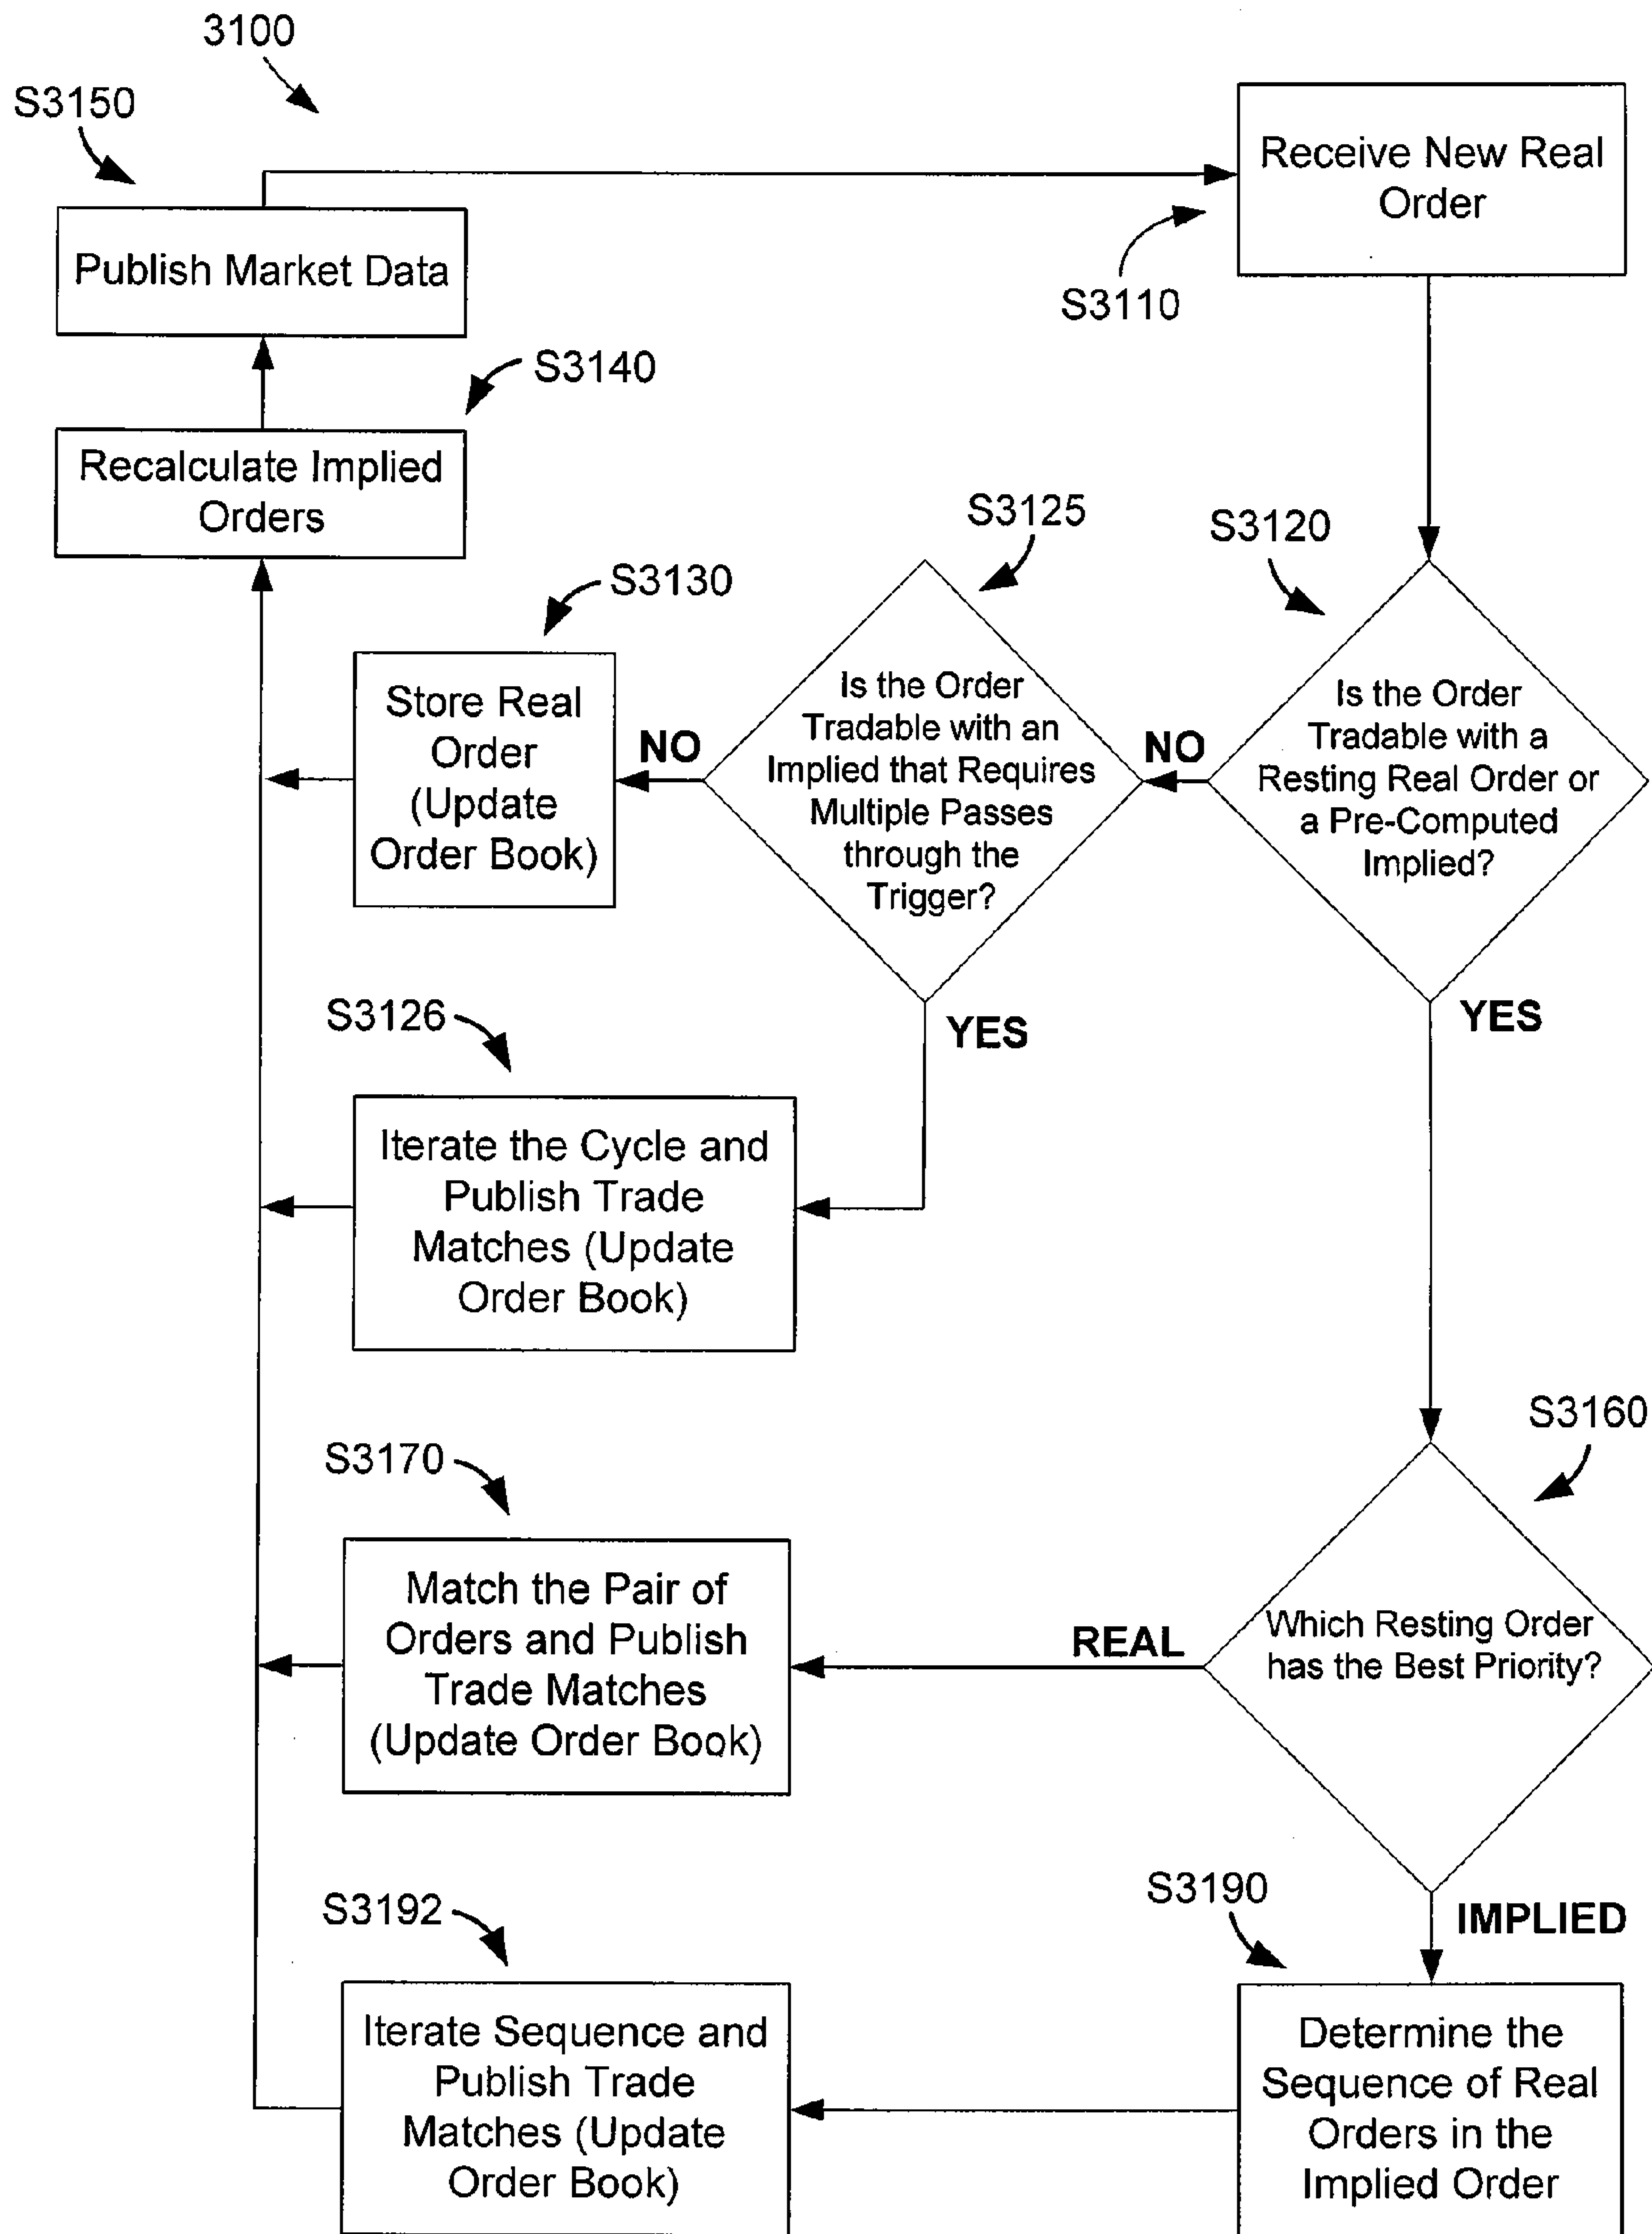 3100
S3150
Receive New Real
Order
Publish Market Data
S3110
S3140
Recalculate Implied
Orders
S3125
S3120
S3130
Store Real
Order
(Update
Order Book)
NO
Is the Order
Tradable with an
Implied that Requires
Multiple Passes
through the
Trigger?
NO
Is the Order
Tradable with a
Resting Real Order or
a Pre-Computed
Implied?
S3126
YES
YES
Iterate the Cycle and
Publish Trade
Matches (Update
Order Book)
S3160
S3170
Match the Pair of
Orders and Publish
Trade Matches
(Update Order Book)
REAL
Which Resting Order
has the Best Priority?
S3190
S3192
IMPLIED
Iterate Sequence and
Publish Trade
Matches (Update
Order Book)
Determine the
Sequence of Real
Orders in the
Implied Order